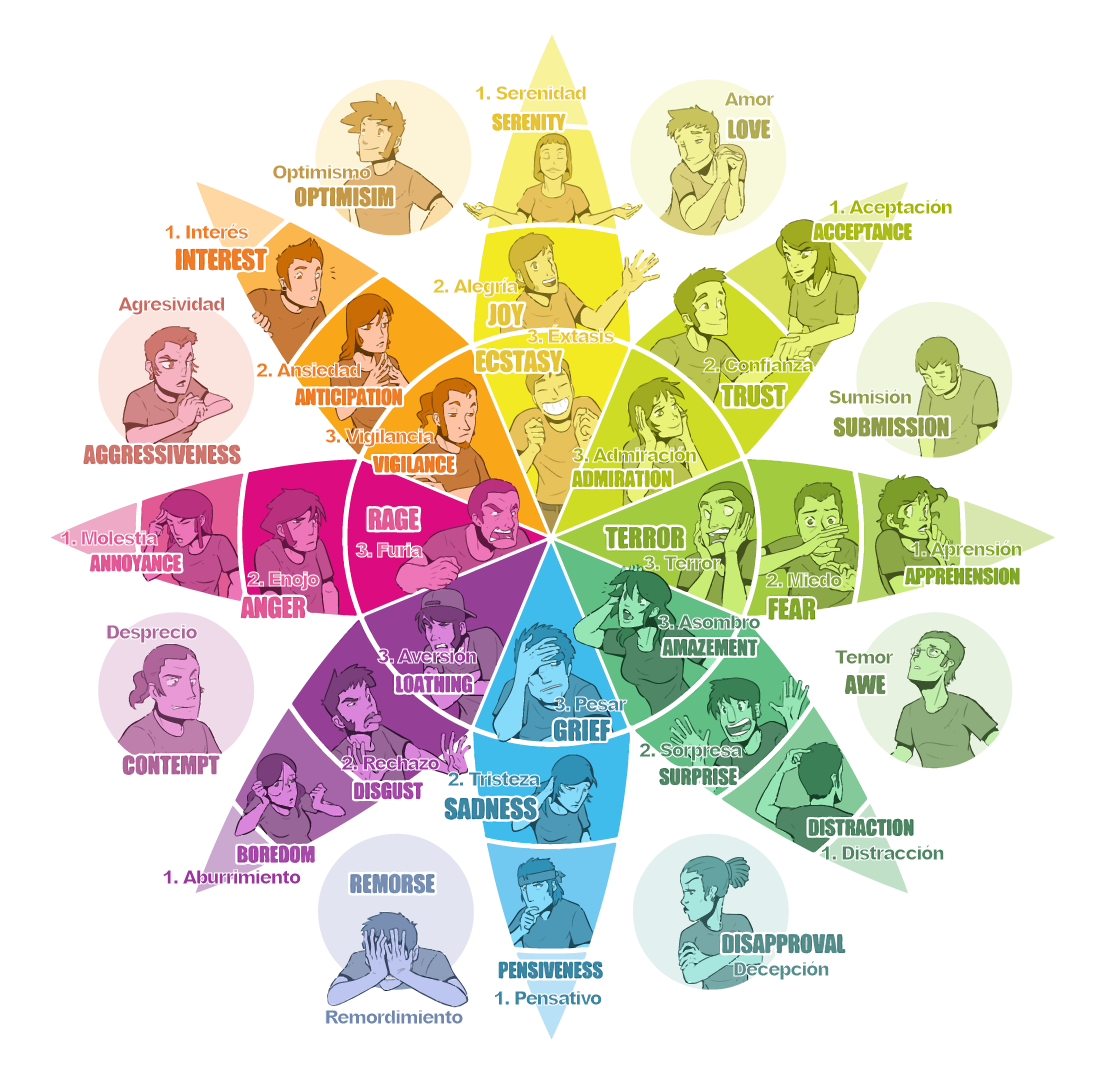 1. Serenidad
SERENITY
Amor
LOVE
Optimismo
OPTIMISIM
1. Aceptación
ACCEPTANCE
1. Interés
INTEREST
2. Alegría
JOY
Agresividad
AGGRESSIVENESS
3. Éxtasis
ECSTASY
2. Ansiedad
ANTICIPATION
2. Confianza
TRUST
Sumisión
SUBMISSION
3. Vigilancia
VIGILANCE
3. Admiración
ADMIRATION
RAGE
3. Furia
TERROR
3. Terror
1. Molestia
ANNOYANCE
2. Enojo
ANGER
2. Miedo
FEAR
1. Aprensión
APPREHENSION
Desprecio
CONTEMPT
3. Aversión
LOATHING
3. Asombro
AMAZEMENT
Temor
AWE
3. Pesar
GRIEF
2. Rechazo
DISGUST
2. Sorpresa
SURPRISE
2. Tristeza
SADNESS
DISTRACTION
1. Distracción
BOREDOM
1. Aburrimiento
REMORSE
Remordimiento
DISAPPROVAL
Decepción
PENSIVENESS
1. Pensativo